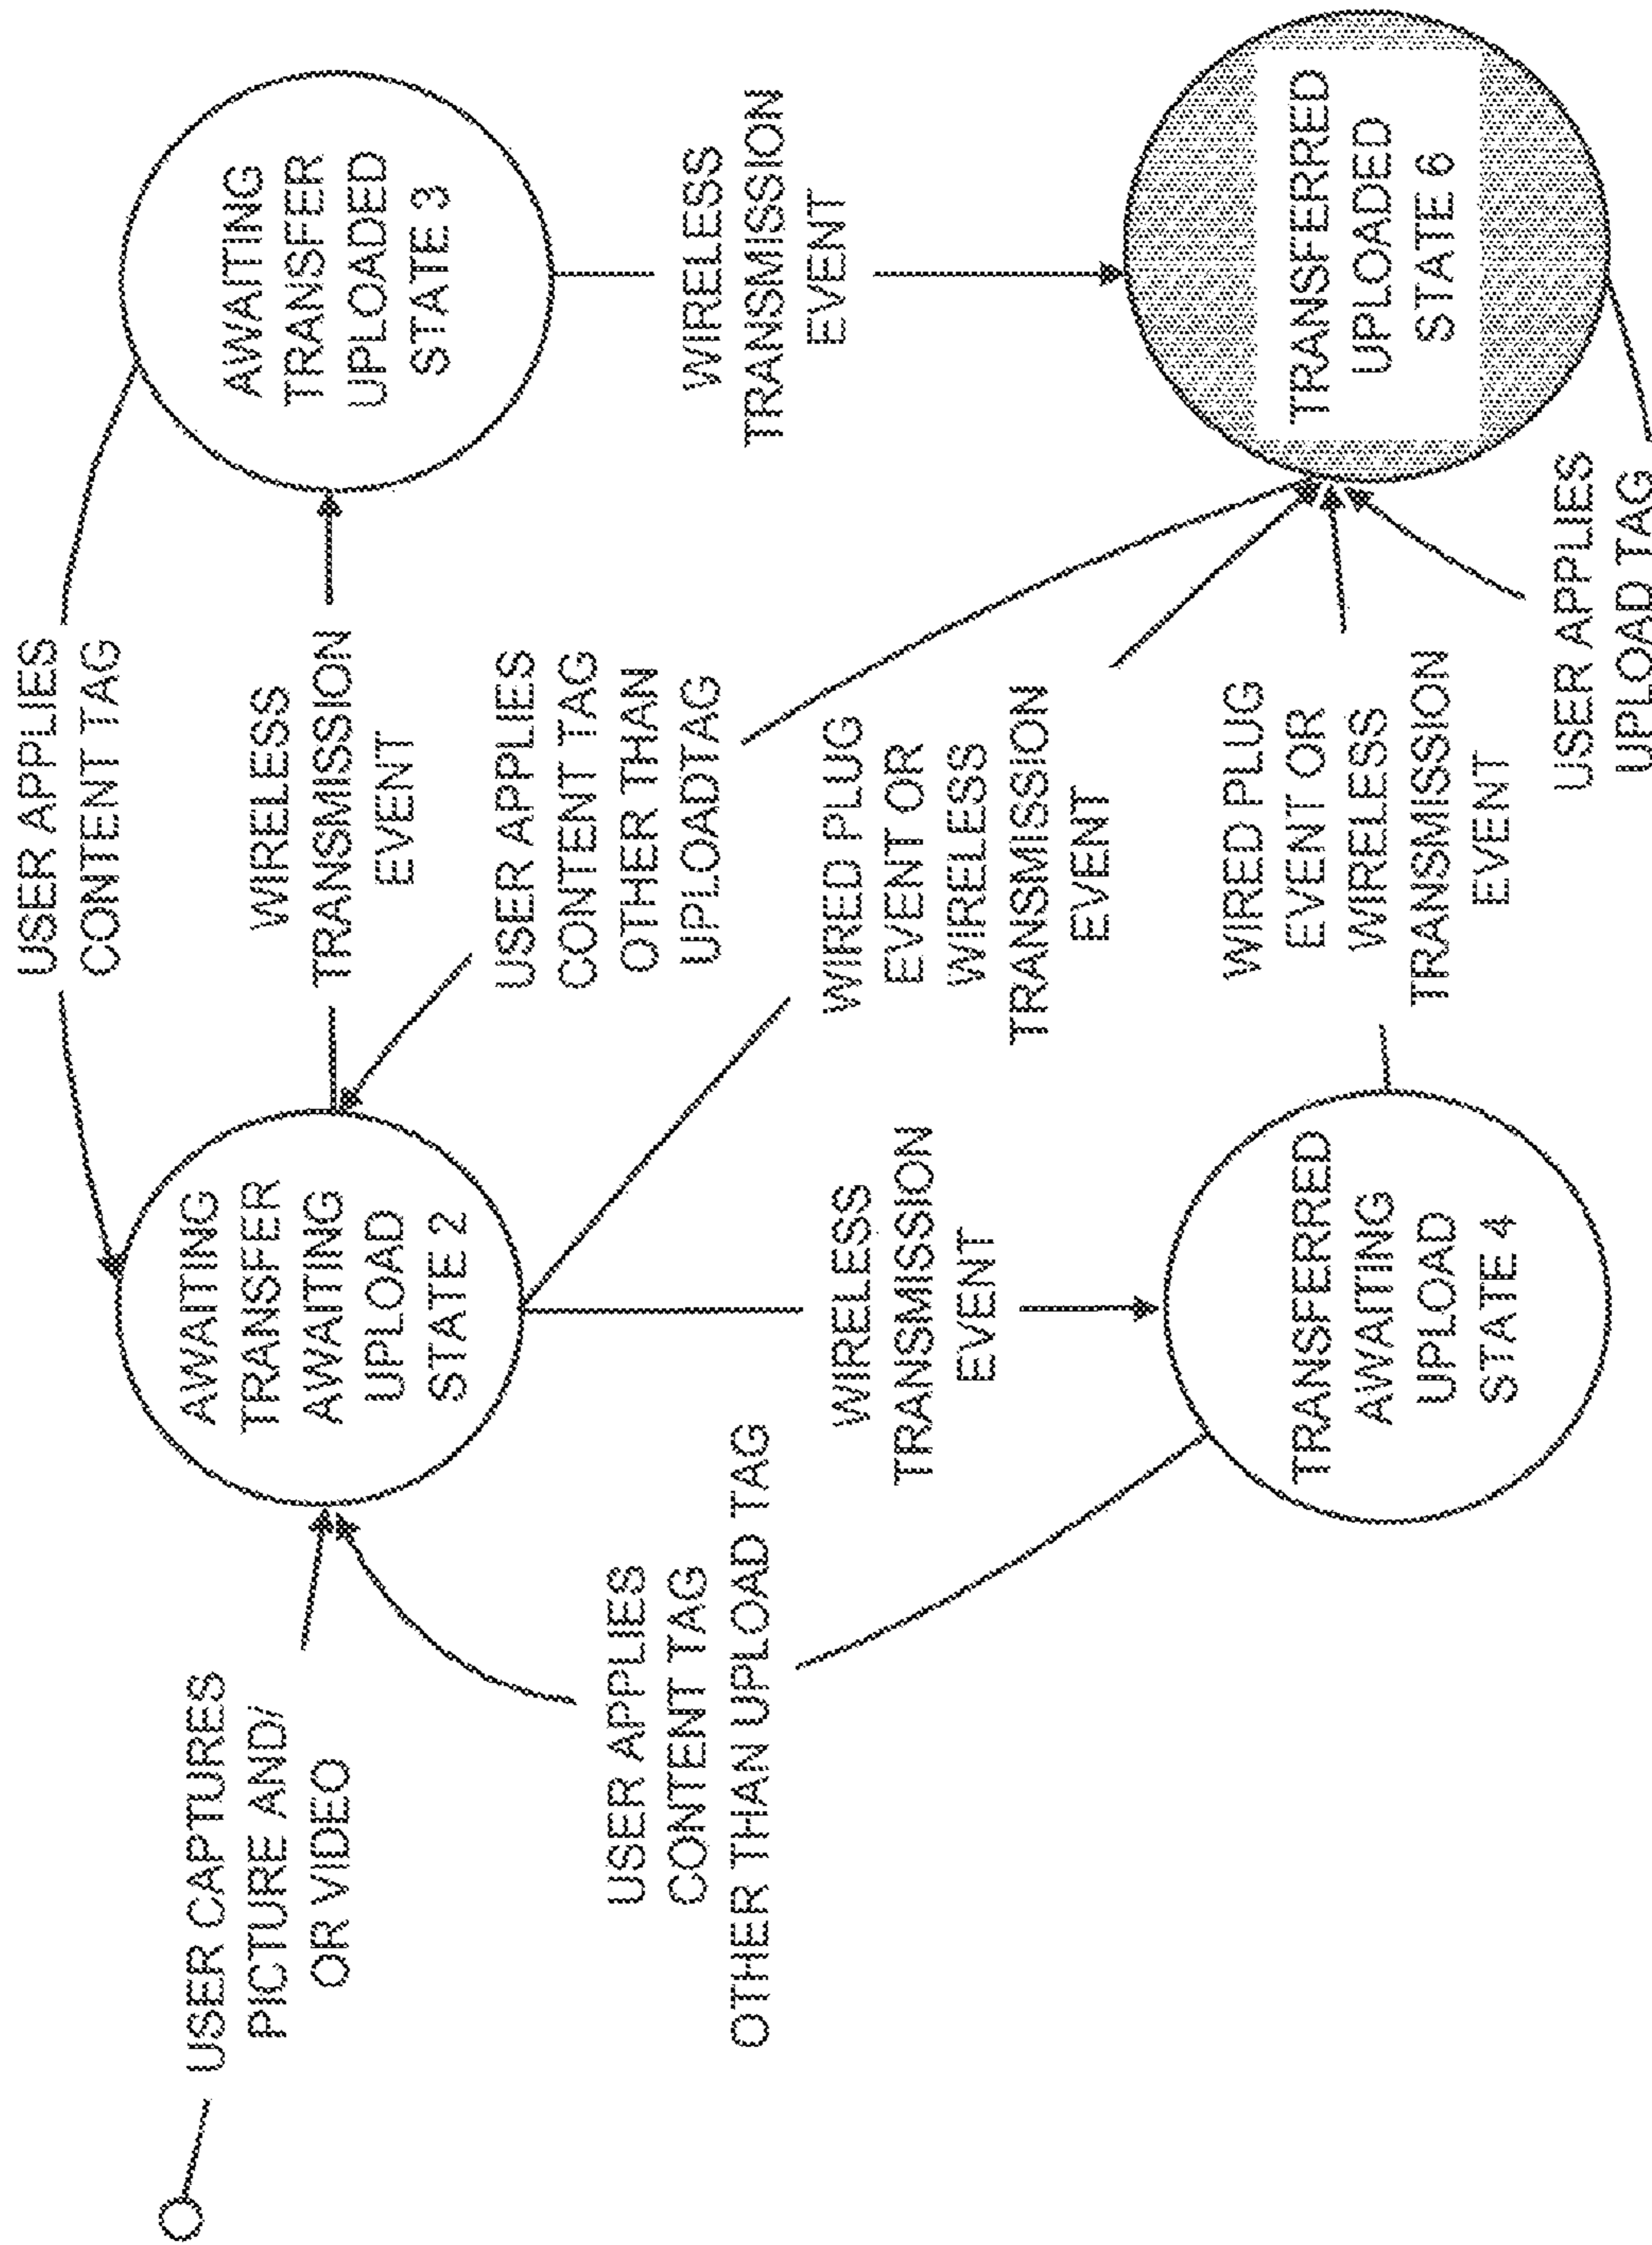 USER CAPTURES
PICTURE AND/
OR VIDEO
AWAITING
TRANSFER
AWAITING
UPLOAD
STATE 2
USER APPLIES
CONTENT TAG
WIRELESS
TRANSMISSION
EVENT
AWAITING
TRANSFER
UPLOADED
STATE 3
USER APPLIES
CONTENT TAG
OTHER THAN
UPLOADTAG
WIRELESS
TRANSMISSION
EVENT
USER APPLIES
CONTENT TAG
OTHER THAN UPLOAD TAG
WIRELESS
TRANSMISSION
EVENT
WIRED PLUG
EVENT OR
WIRELESS
TRANSMISSION
EVENT
TRANSFERRED
AWAITING
UPLOAD
STATE 4
WIRED PLUG
EVENT OR
WIRELESS
TRANSMISSION
EVENT
TRANSFERRED
UPLOADED
STATE 6
USER APPLIES
UPLOAD TAG